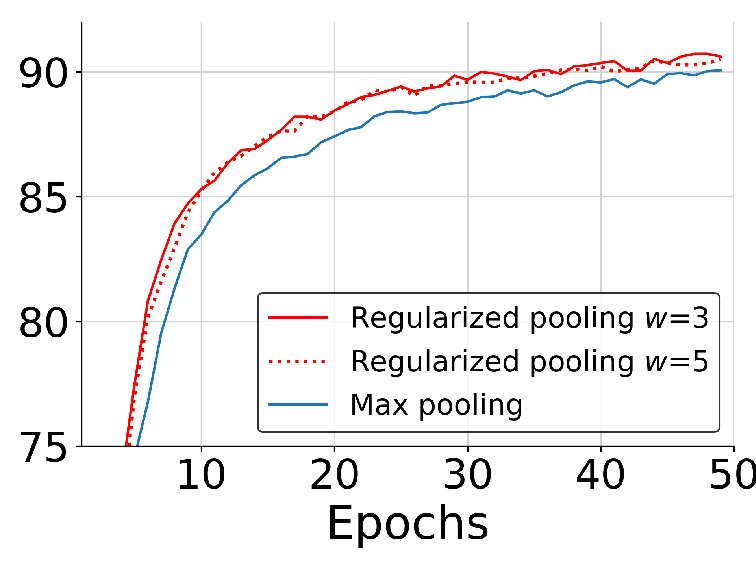 90
85
80
75
Regularized pooling w=3
Regularized pooling w=5
Max pooling
10 20 30 40 50
Epochs